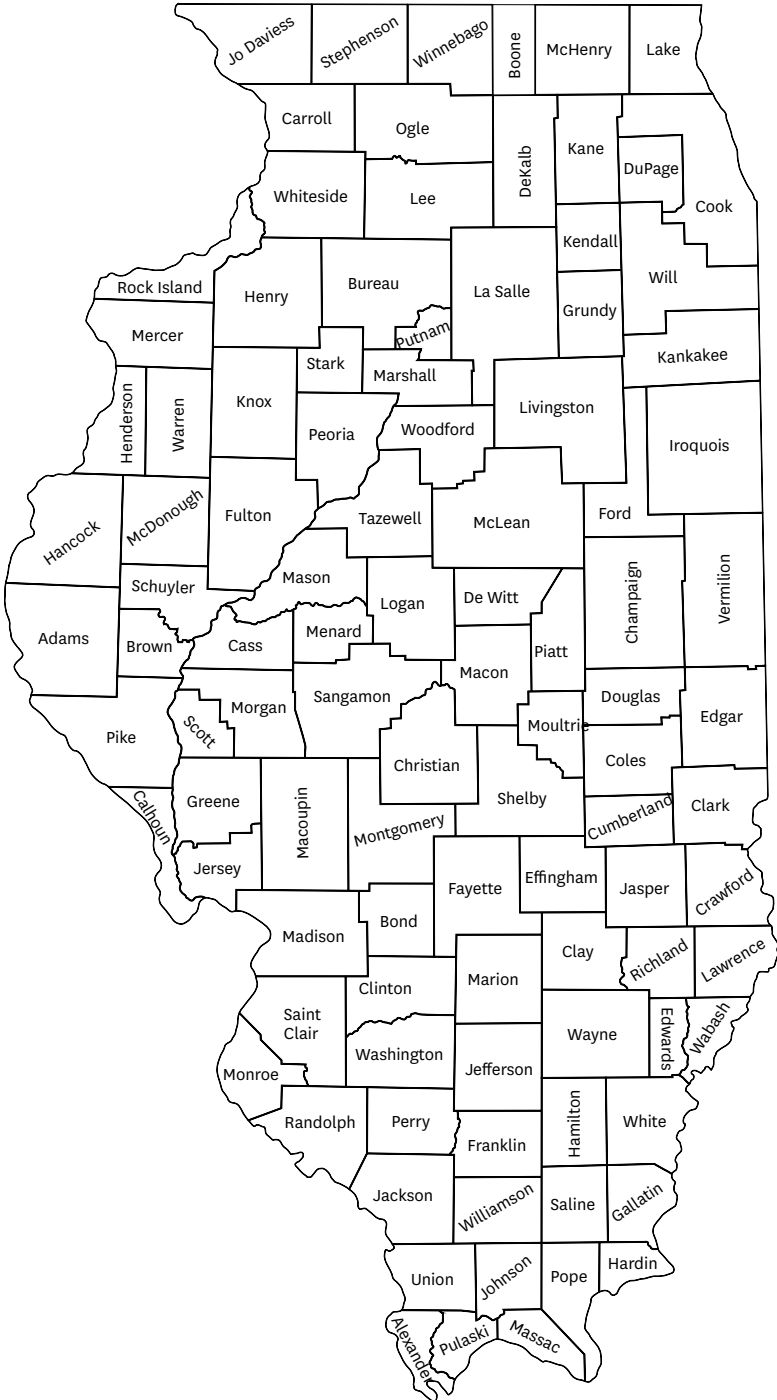 Jo Daviess
Stephenson
Winnebago
Boone
McHenry
Lake
Carroll
Ogle
DeKalb
Kane
DuPage
Cook
Whiteside
Lee
Kendall
Will
Rock Island
Henry
Bureau
La Salle
Grundy
Mercer
Putnam
Kankakee
Stark
Marshall
Henderson
Warren
Knox
Peoria
Woodford
Livingston
Iroquois
Hancock
McDonough
Fulton
Tazewell
McLean
Ford
Schuyler
Mason
Logan
De Witt
Champaign
Vermilion
Adams
Brown
Cass
Menard
Macon
Piatt
Pike
Scott
Morgan
Sangamon
Moultrie
Douglas
Edgar
Christian
Coles
Calhoun
Greene
Macoupin
Montgomery
Shelby
Cumberland
Clark
Jersey
Fayette
Effingham
Jasper
Crawford
Madison
Bond
Clay
Richland
Lawrence
Clinton
Marion
Saint
Clair
Washington
Wayne
Edwards
Wabash
Monroe
Jefferson
Randolph
Perry
Franklin
Hamilton
White
Jackson
Williamson
Saline
Gallatin
Union
Johnson
Pope
Hardin
Alexander
Pulaski
Massac